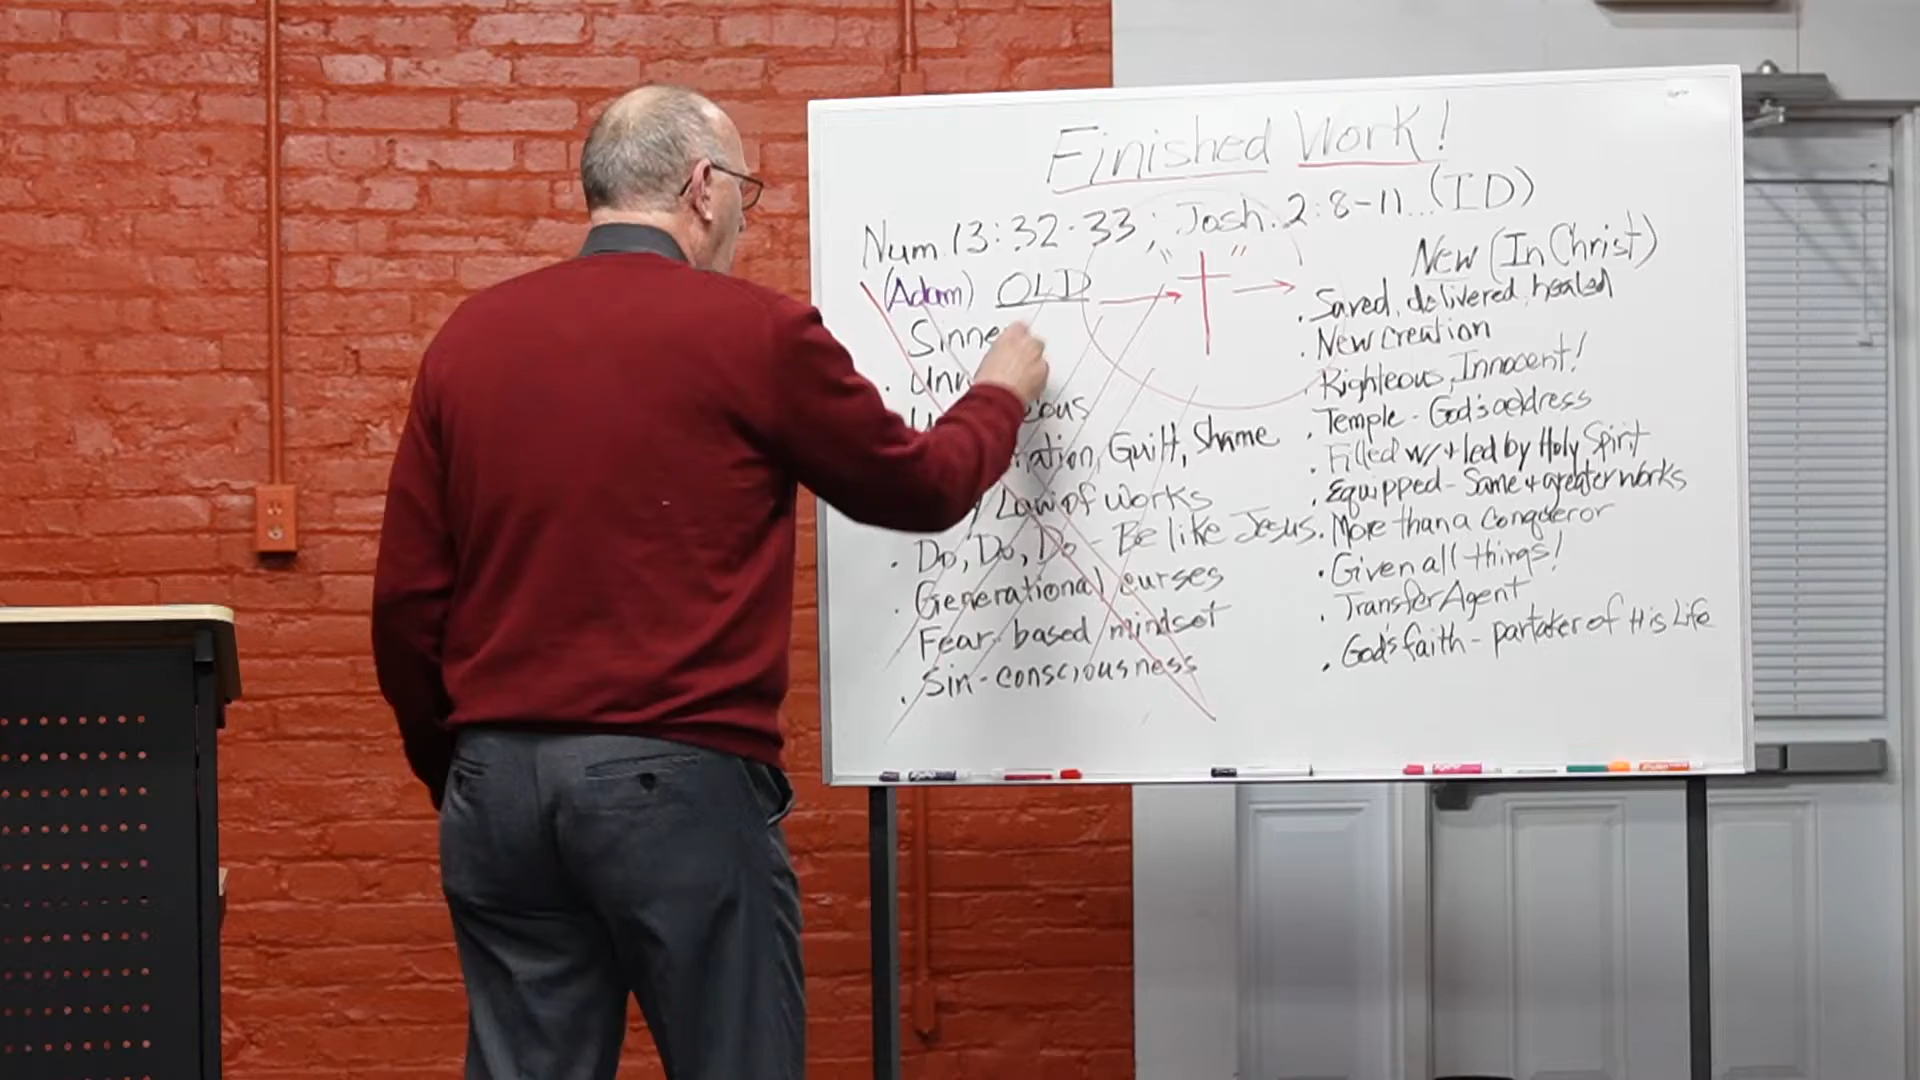 Finished Work!
Num 13:32-33; Josh. 2:8-11...(ID)
(Adam) OLD
Sinne
. Unr
U eous
ation, Guilt, Shame
Law of works
. Do, Do, Do - Be like Jesus
. Generational curses
Fear-based mindset
. Sin-consciousness
New (In Christ)
. Saved, delivered, healed
. New creation
Righteous, Innocent!
. Temple - God's address
. Filled w/ + led by Holy Spirit
. Equipped - Same + greater works
. More than a Conqueror
. Given all things!
. Transfer Agent
. God's faith - partaker of His Life